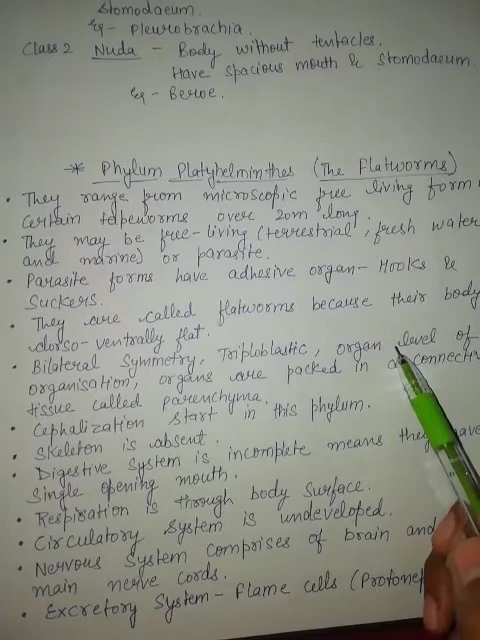 Stomodaeum.
Eg - Pleurobrachia.
Class 2 Nuda - Body without tentacles.
Have spacious mouth & Stomodaeum
Eg - Beroe.
* Phylum Platyhelminthes (The Flatworms)
• They range from microscopic free living form
certain tapeworms over 20m long.
• They may be free-living (terrestrial, fresh water
and marine) or parasite.
• Parasite forms have adhesive organ - Hooks &
Suckers.
• They are called flatworms because their body
dorso-ventrally flat.
• Bilateral Symmetry, Triploblastic, organ level of
organisation, organs are packed in a
tissue called parenchyma.
• Cephalization start in this phylum.
• Skeleton is absent.
• Digestive System is incomplete means
Single opening mouth.
• Respiration is through body surface.
• Circulatory system is undeveloped.
• Nervous System comprises of brain and
main nerve cords.
• Excretory System - Flame cells